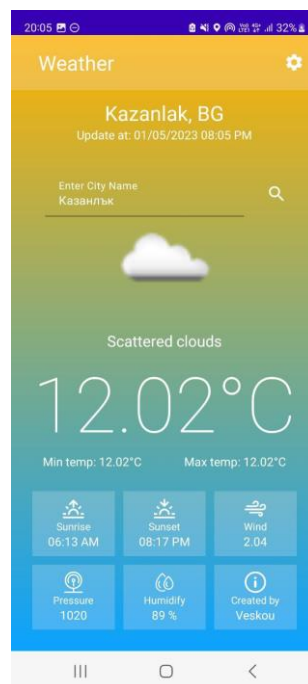 20:05 32%
Weather
Kazanlak, BG
Update at: 01/05/2023 08:05 PM
Enter City Name
Казанлък
Scattered clouds
12.02°C
Min temp: 12.02°C Max temp: 12.02°C
Sunrise Sunset Wind
06:13 AM 08:17 PM 2.04
Pressure Humidify Created by
1020 89 % Veskou